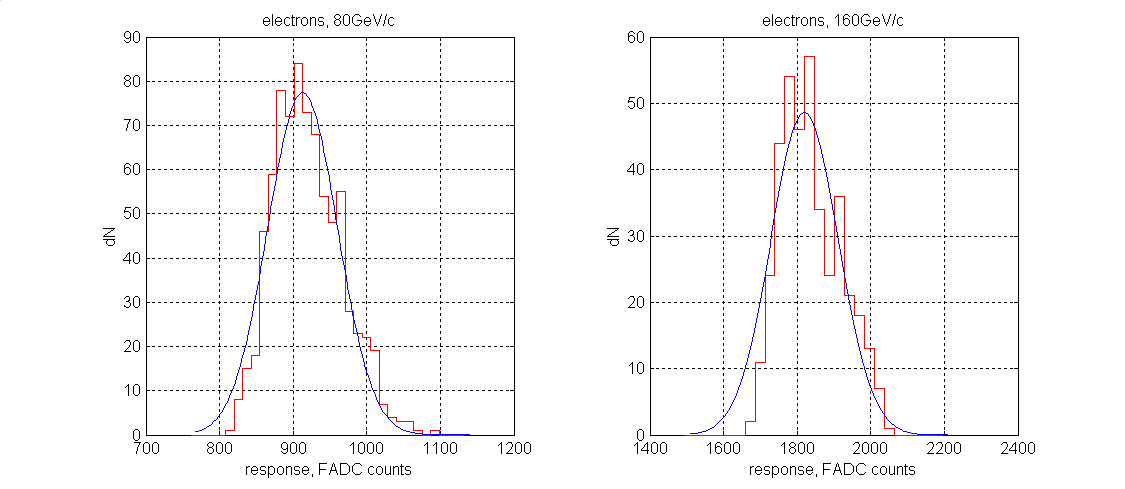 electrons, 80GeV/c
90
80
70
60
50
40
30
20
10
0
dN
700 800 900 1000 1100 1200
response, FADC counts
electrons, 160GeV/c
60
50
40
30
20
10
0
dN
1400 1600 1800 2000 2200 2400
response, FADC counts